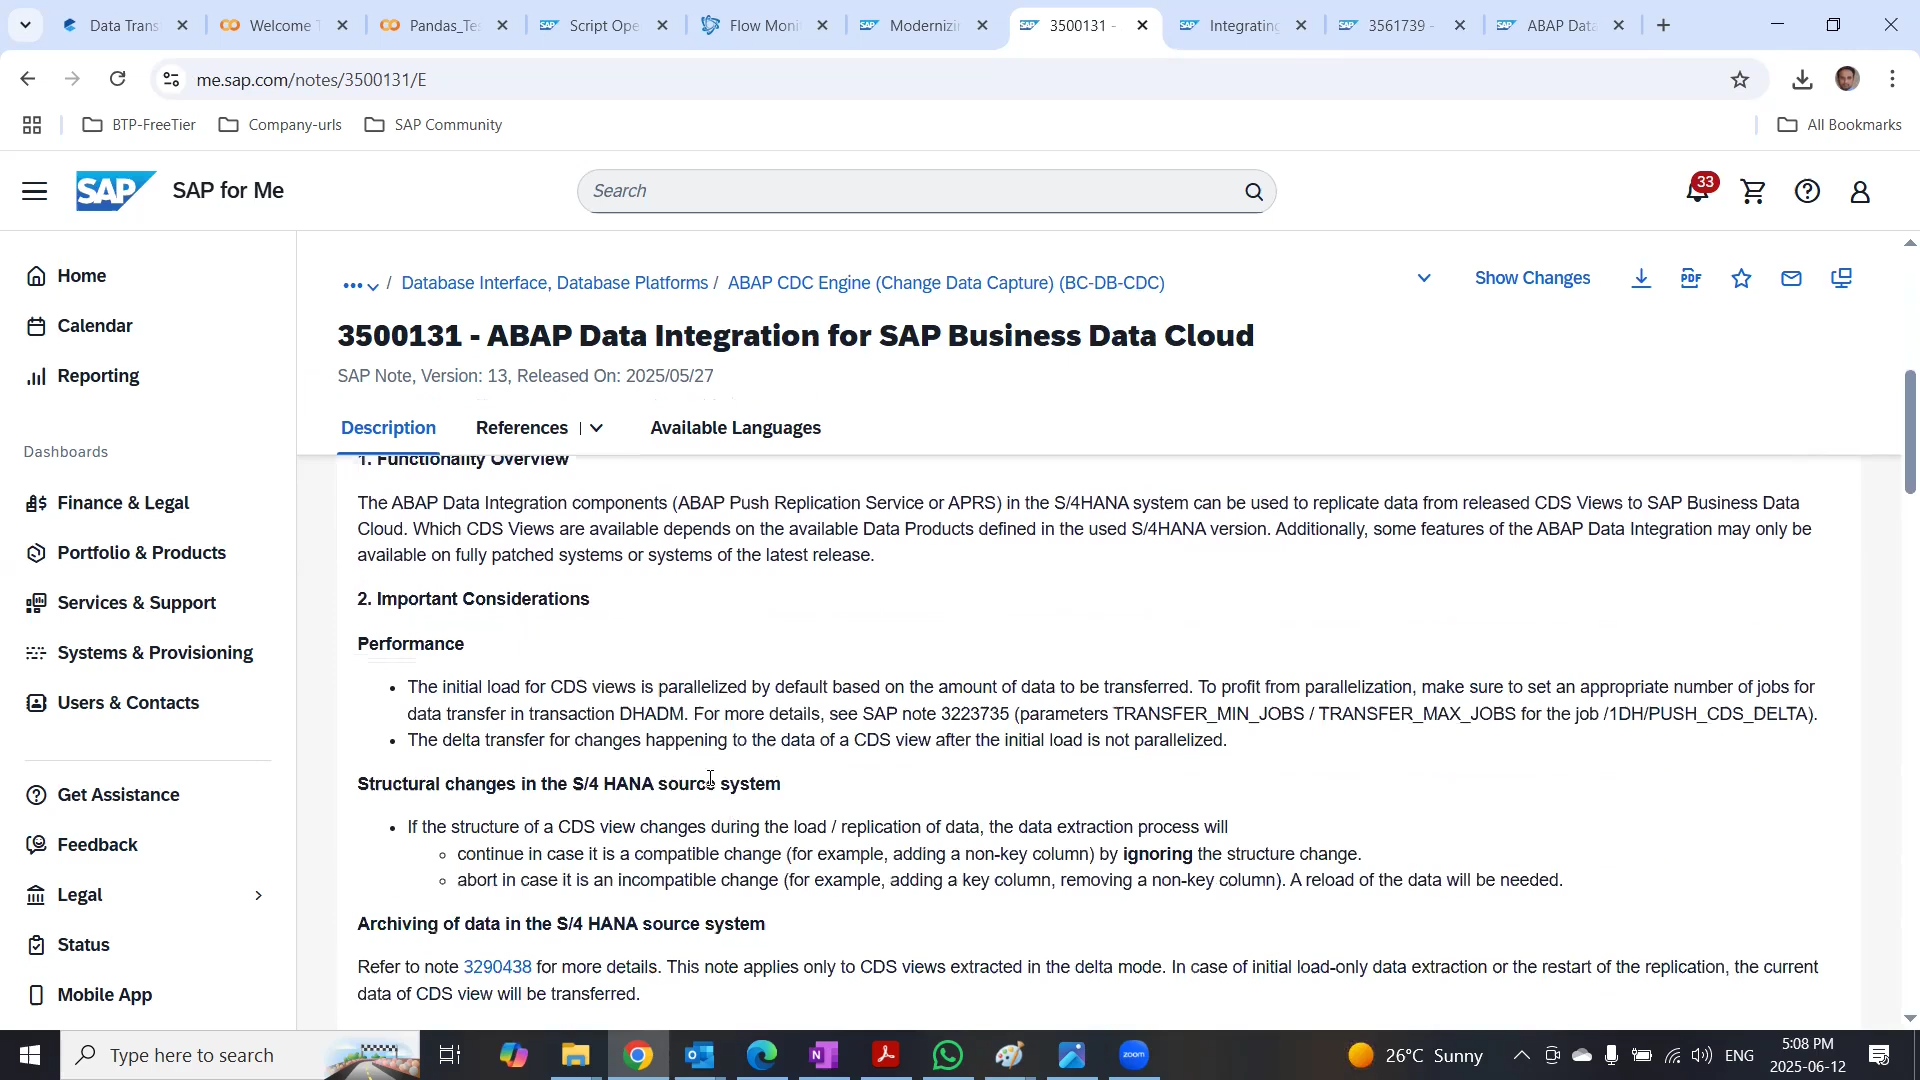 Data Trans
Welcome T
Pandas_Te
Script Ope
Flow Moni
Modernizi
3500131 -
Integrating
3561739 -
ABAP Data
me.sap.com/notes/3500131/E
BTP-FreeTier
Company-urls
SAP Community
All Bookmarks
SAP
SAP for Me
Search
33
Home
Calendar
Reporting
Dashboards
Finance & Legal
Portfolio & Products
Services & Support
Systems & Provisioning
Users & Contacts
Get Assistance
Feedback
Legal
Status
Mobile App
••• / Database Interface, Database Platforms / ABAP CDC Engine (Change Data Capture) (BC-DB-CDC)
Show Changes
PDF
3500131 - ABAP Data Integration for SAP Business Data Cloud
SAP Note, Version: 13, Released On: 2025/05/27
Description
References
Available Languages
1. Functionality Overview
The ABAP Data Integration components (ABAP Push Replication Service or APRS) in the S/4HANA system can be used to replicate data from released CDS Views to SAP Business Data
Cloud. Which CDS Views are available depends on the available Data Products defined in the used S/4HANA version. Additionally, some features of the ABAP Data Integration may only be
available on fully patched systems or systems of the latest release.
2. Important Considerations
Performance
• The initial load for CDS views is parallelized by default based on the amount of data to be transferred. To profit from parallelization, make sure to set an appropriate number of jobs for
data transfer in transaction DHADM. For more details, see SAP note 3223735 (parameters TRANSFER_MIN_JOBS / TRANSFER_MAX_JOBS for the job /1DH/PUSH_CDS_DELTA).
• The delta transfer for changes happening to the data of a CDS view after the initial load is not parallelized.
Structural changes in the S/4 HANA source system
• If the structure of a CDS view changes during the load / replication of data, the data extraction process will
◦ continue in case it is a compatible change (for example, adding a non-key column) by ignoring the structure change.
◦ abort in case it is an incompatible change (for example, adding a key column, removing a non-key column). A reload of the data will be needed.
Archiving of data in the S/4 HANA source system
Refer to note 3290438 for more details. This note applies only to CDS views extracted in the delta mode. In case of initial load-only data extraction or the restart of the replication, the current
data of CDS view will be transferred.
Type here to search
zoom
26°C Sunny
ENG
5:08 PM
2025-06-12